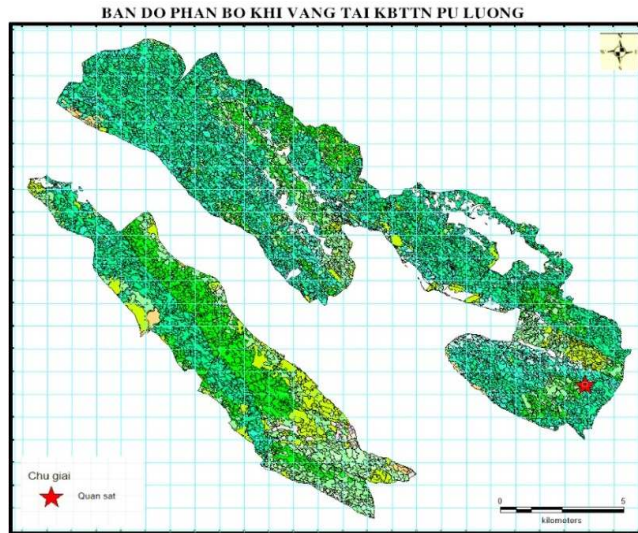 BAN DO PHAN BO KHI VANG TAI KBTTN PU LUONG
N
Chu giai
Quan sat
0 5
kilometers